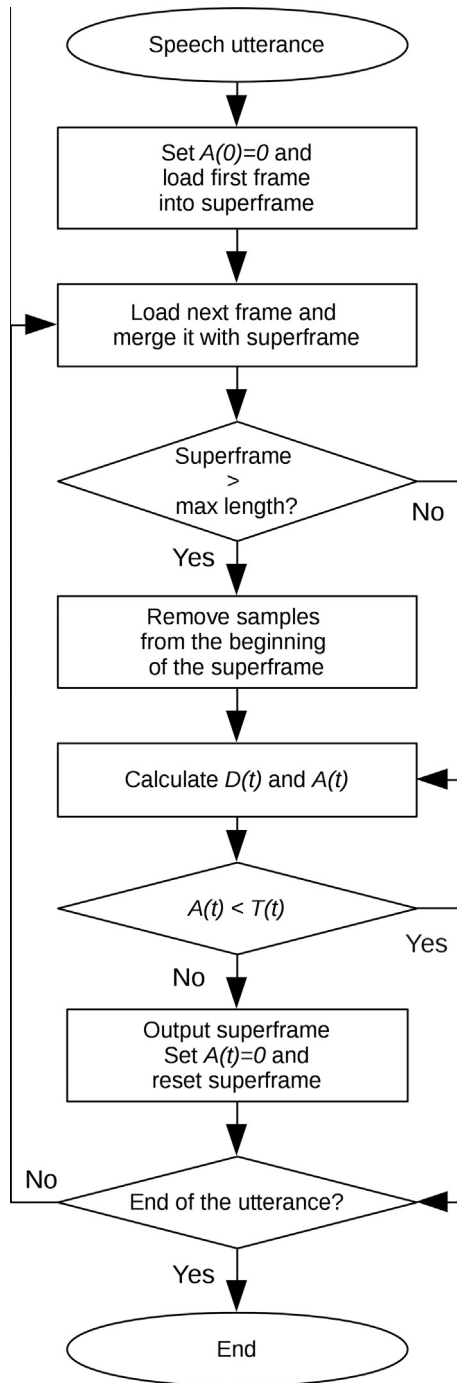 Speech utterance
Set A(0)=0 and
load first frame
into superframe
Load next frame and
merge it with superframe
Superframe
>
max length?
No
Yes
Remove samples
from the beginning
of the superframe
Calculate D(t) and A(t)
A(t) < T(t)
Yes
No
Output superframe
Set A(t)=0 and
reset superframe
No
End of the utterance?
Yes
End